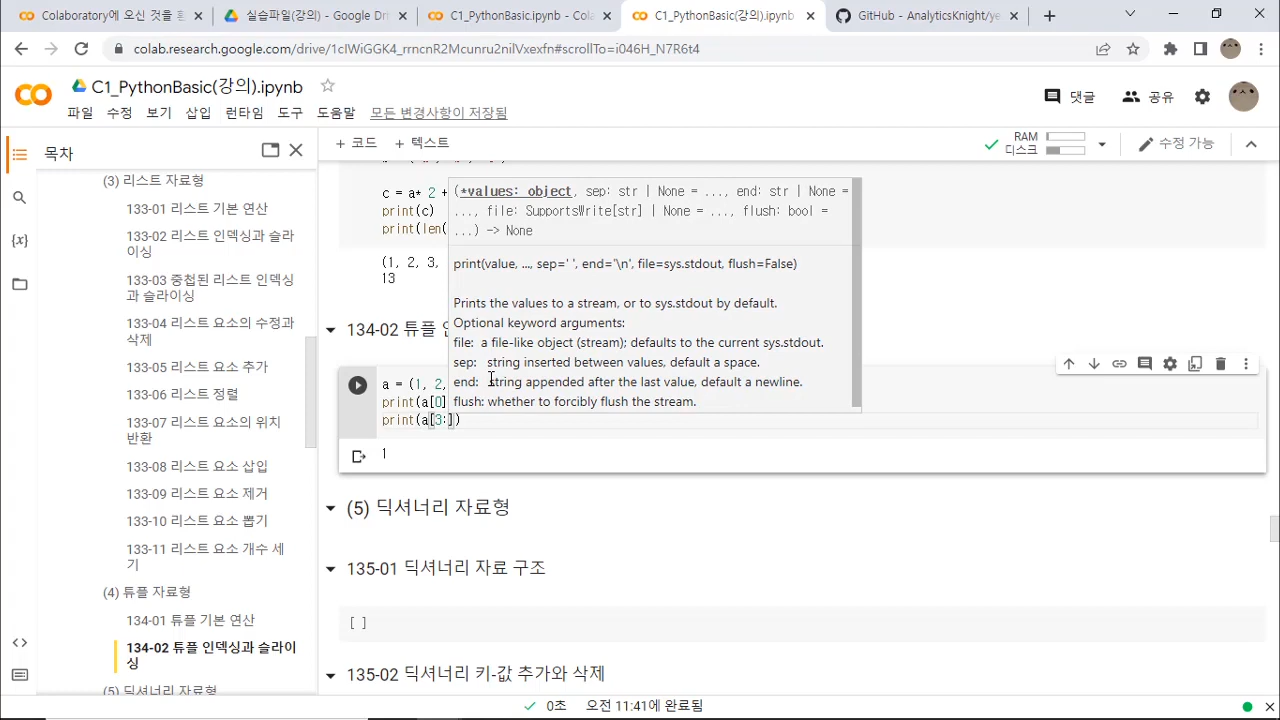 Colaboratory에 오신 것을 환
실습파일(강의) - Google Dri
C1_PythonBasic.ipynb - Cola
C1_PythonBasic(강의).ipynb
GitHub - AnalyticsKnight/ye
colab.research.google.com/drive/1cIWiGGK4_rrncnR2Mcunru2nilVxexfn#scrollTo=i046H_N7R6t4
C1_PythonBasic(강의).ipynb
파일 수정 보기 삽입 런타임 도구 도움말 모든 변경사항이 저장됨
댓글 공유
목차
+ 코드 + 텍스트
RAM
디스크
수정 가능
(3) 리스트 자료형
133-01 리스트 기본 연산
133-02 리스트 인덱싱과 슬라
이싱
133-03 중첩된 리스트 인덱싱
과 슬라이싱
133-04 리스트 요소의 수정과
삭제
133-05 리스트 요소 추가
133-06 리스트 정렬
133-07 리스트 요소의 위치
반환
133-08 리스트 요소 삽입
133-09 리스트 요소 제거
133-10 리스트 요소 뽑기
133-11 리스트 요소 개수 세
기
(4) 튜플 자료형
134-01 튜플 기본 연산
134-02 튜플 인덱싱과 슬라이
싱
(5) 딕셔너리 자료형
c = a* 2 +
print(c)
print(len(
(1, 2, 3,
13
(*values: object, sep: str | None = ..., end: str | None =
..., file: SupportsWrite[str] | None = ..., flush: bool =
...) -> None
print(value, ..., sep=' ', end='\n', file=sys.stdout, flush=False)
Prints the values to a stream, or to sys.stdout by default.
Optional keyword arguments:
file: a file-like object (stream); defaults to the current sys.stdout.
sep: string inserted between values, default a space.
end: string appended after the last value, default a newline.
flush: whether to forcibly flush the stream.
134-02 튜플 인
a = (1, 2,
print(a[0]
print(a[3:])
1
(5) 딕셔너리 자료형
135-01 딕셔너리 자료 구조
[ ]
135-02 딕셔너리 키-값 추가와 삭제
0초 오전 11:41에 완료됨